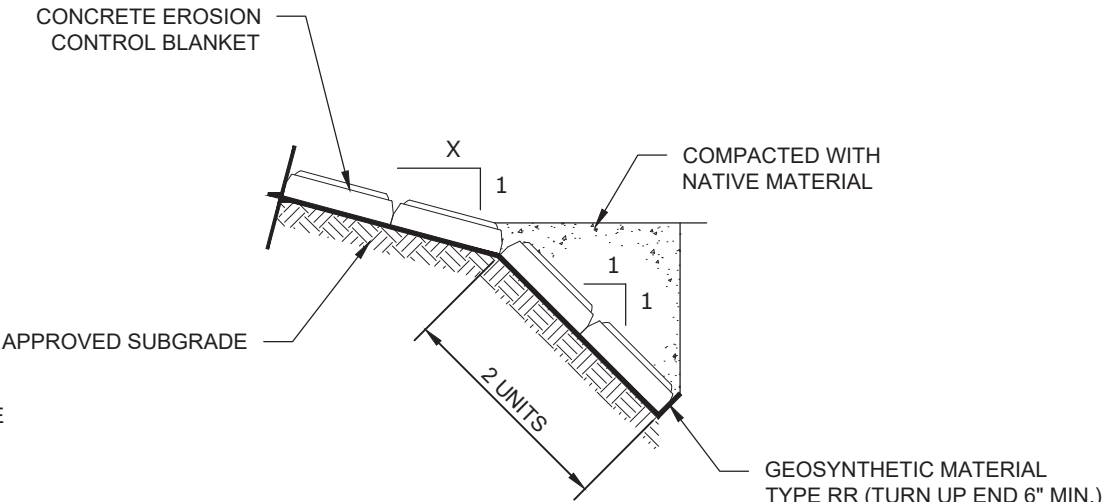 CONCRETE EROSION
CONTROL BLANKET
X
1
COMPACTED WITH
NATIVE MATERIAL
1
1
APPROVED SUBGRADE
2 UNITS
E
GEOSYNTHETIC MATERIAL
TYPE RR (TURN UP END 6" MIN.)